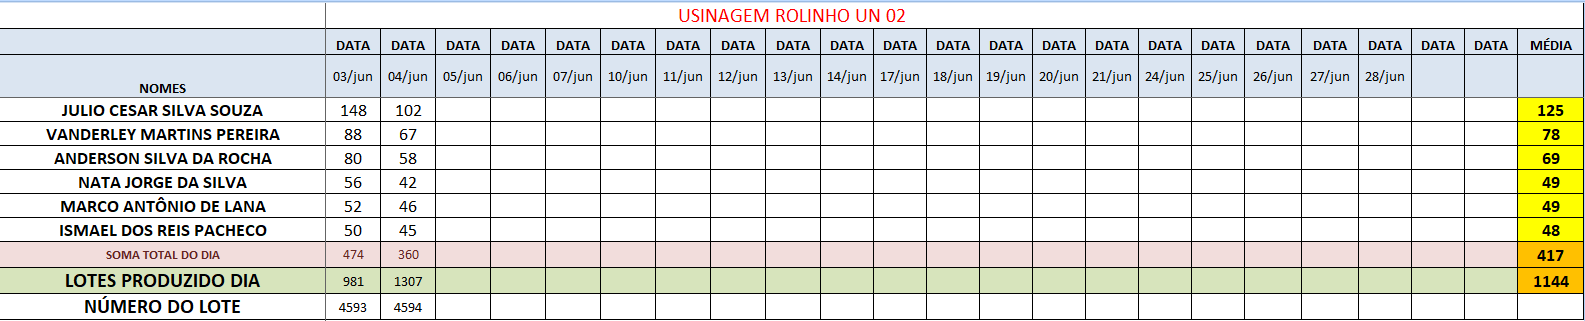 USINAGEM ROLINHO UN 02
DATA DATA DATA DATA DATA DATA DATA DATA DATA DATA DATA DATA DATA DATA DATA DATA DATA DATA DATA DATA DATA DATA MÉDIA
NOMES 03/jun 04/jun 05/jun 06/jun 07/jun 10/jun 11/jun 12/jun 13/jun 14/jun 17/jun 18/jun 19/jun 20/jun 21/jun 24/jun 25/jun 26/jun 27/jun 28/jun
JULIO CESAR SILVA SOUZA 148 102 125
VANDERLEY MARTINS PEREIRA 88 67 78
ANDERSON SILVA DA ROCHA 80 58 69
NATA JORGE DA SILVA 56 42 49
MARCO ANTÔNIO DE LANA 52 46 49
ISMAEL DOS REIS PACHECO 50 45 48
SOMA TOTAL DO DIA 474 360 417
LOTES PRODUZIDO DIA 981 1307 1144
NÚMERO DO LOTE 4593 4594